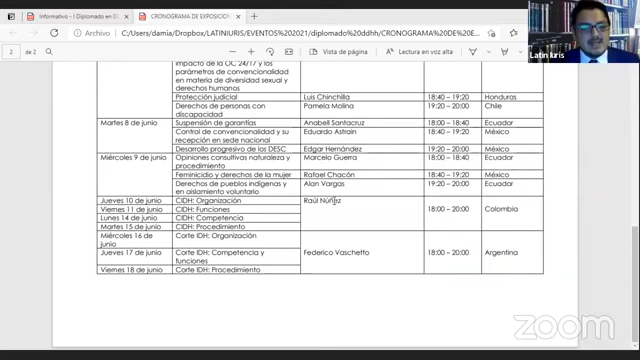 Informativo – I Diplomado en DDH
CRONOGRAMA DE EXPOSICION
C:/Users/damia/Dropbox/LATINIURIS/EVENTOS%202021/diplomado%20ddhh/CRONOGRAMA%20DE%20EXPOSI
2 de 2
Vista de página
Lectura en voz alta
Latin Iuris
impacto de la OC 24/17 y los
parámetros de convencionalidad
en materia de diversidad sexual y
derechos humanos
Protección judicial Luis Chinchilla 18:40 – 19:20 Honduras
Derechos de personas con
discapacidad
Pamela Molina 19:20 – 20:00 Chile
Martes 8 de junio Suspensión de garantías Anabell Santacruz 18:00 – 18:40 Ecuador
Control de convencionalidad y su
recepción en sede nacional
Eduardo Astrain 18:40 – 19:20 México
Desarrollo progresivo de los DESC Edgar Hernández 19:20 – 20:00 México
Miércoles 9 de junio Opiniones consultivas naturaleza y
procedimiento
Marcelo Guerra 18:00 – 18:40 Ecuador
Feminicidio y derechos de la mujer Rafael Chacón 18:40 – 19:20 México
Derechos de pueblos indígenas y
en aislamiento voluntario
Alan Vargas 19:20 – 20:00 Ecuador
Jueves 10 de junio CIDH: Organización Raúl Núñez
Viernes 11 de junio CIDH: Funciones 18:00 – 20:00 Colombia
Lunes 14 de junio CIDH: Competencia
Martes 15 de junio CIDH: Procedimiento
Miércoles 16 de
junio
Corte IDH: Organización
Jueves 17 de junio Corte IDH: Competencia y
funciones
Federico Vaschetto 18:00 – 20:00 Argentina
Viernes 18 de junio Corte IDH: Procedimiento
zoom